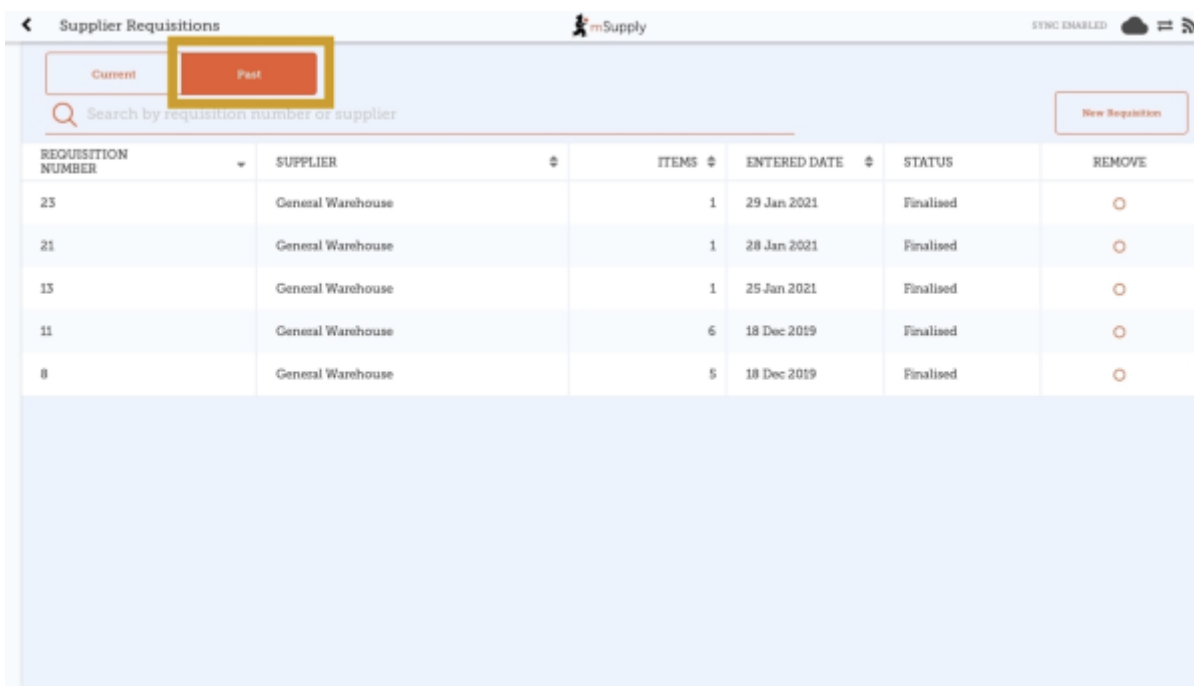 Supplier Requisitions
mSupply
SYNC ENABLED
Current
Past
Search by requisition number or supplier
New Requisition
REQUISITION
NUMBER
SUPPLIER
ITEMS
ENTERED DATE
STATUS
REMOVE
23 General Warehouse 1 29 Jan 2021 Finalised
21 General Warehouse 1 28 Jan 2021 Finalised
13 General Warehouse 1 25 Jan 2021 Finalised
11 General Warehouse 6 18 Dec 2019 Finalised
8 General Warehouse 5 18 Dec 2019 Finalised